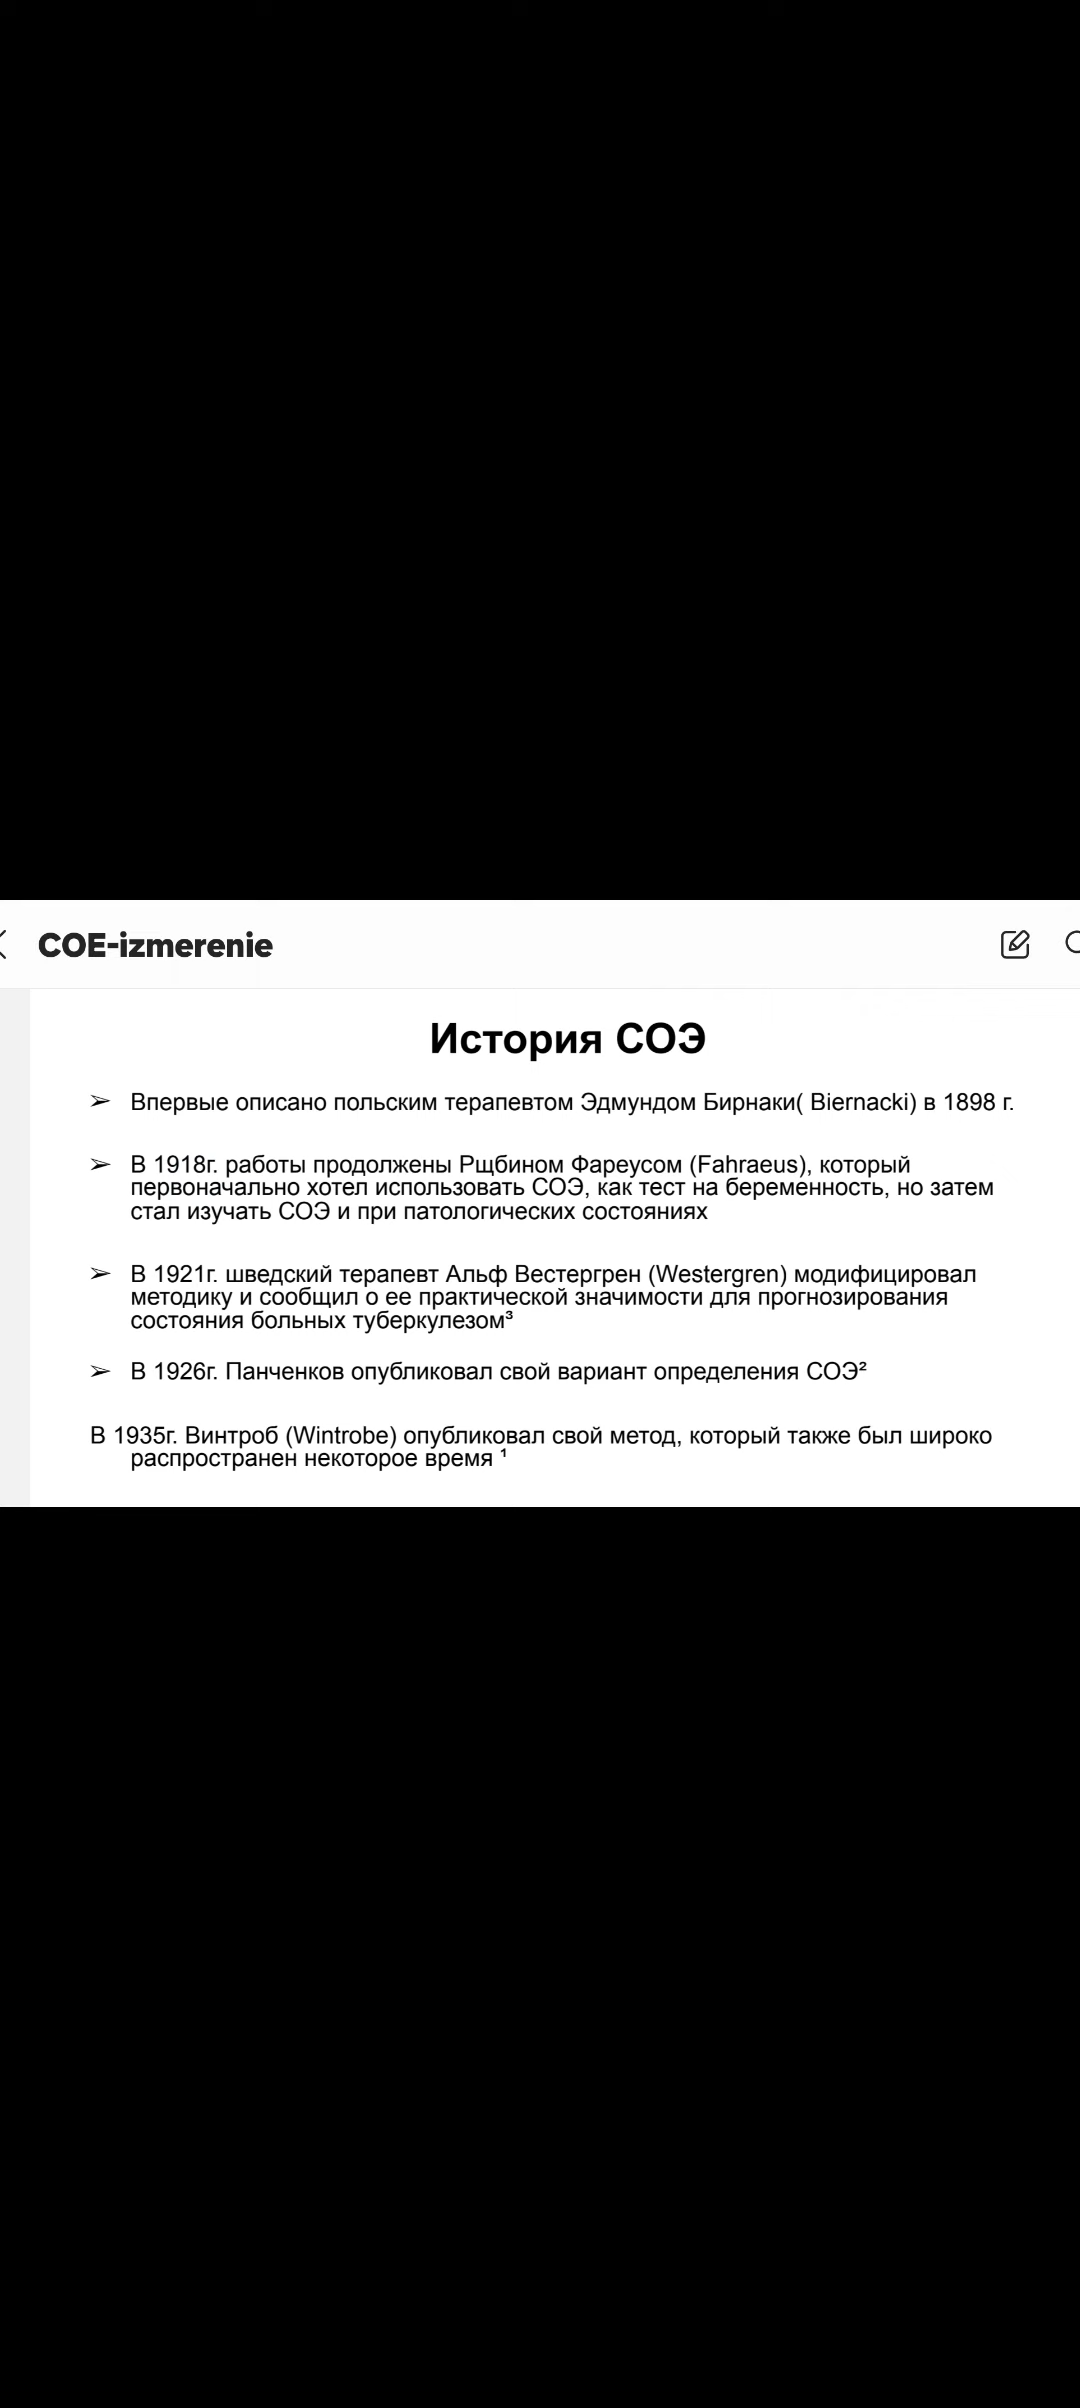 COE-izmerenie
История СОЭ
➢ Впервые описано польским терапевтом Эдмундом Бирнаки( Biernacki) в 1898 г.
➢ В 1918г. работы продолжены Рщбином Фареусом (Fahraeus), который
первоначально хотел использовать СОЭ, как тест на беременность, но затем
стал изучать СОЭ и при патологических состояниях
➢ В 1921г. шведский терапевт Альф Вестергрен (Westergren) модифицировал
методику и сообщил о ее практической значимости для прогнозирования
состояния больных туберкулезом³
➢ В 1926г. Панченков опубликовал свой вариант определения СОЭ²
В 1935г. Винтроб (Wintrobe) опубликовал свой метод, который также был широко
распространен некоторое время ¹